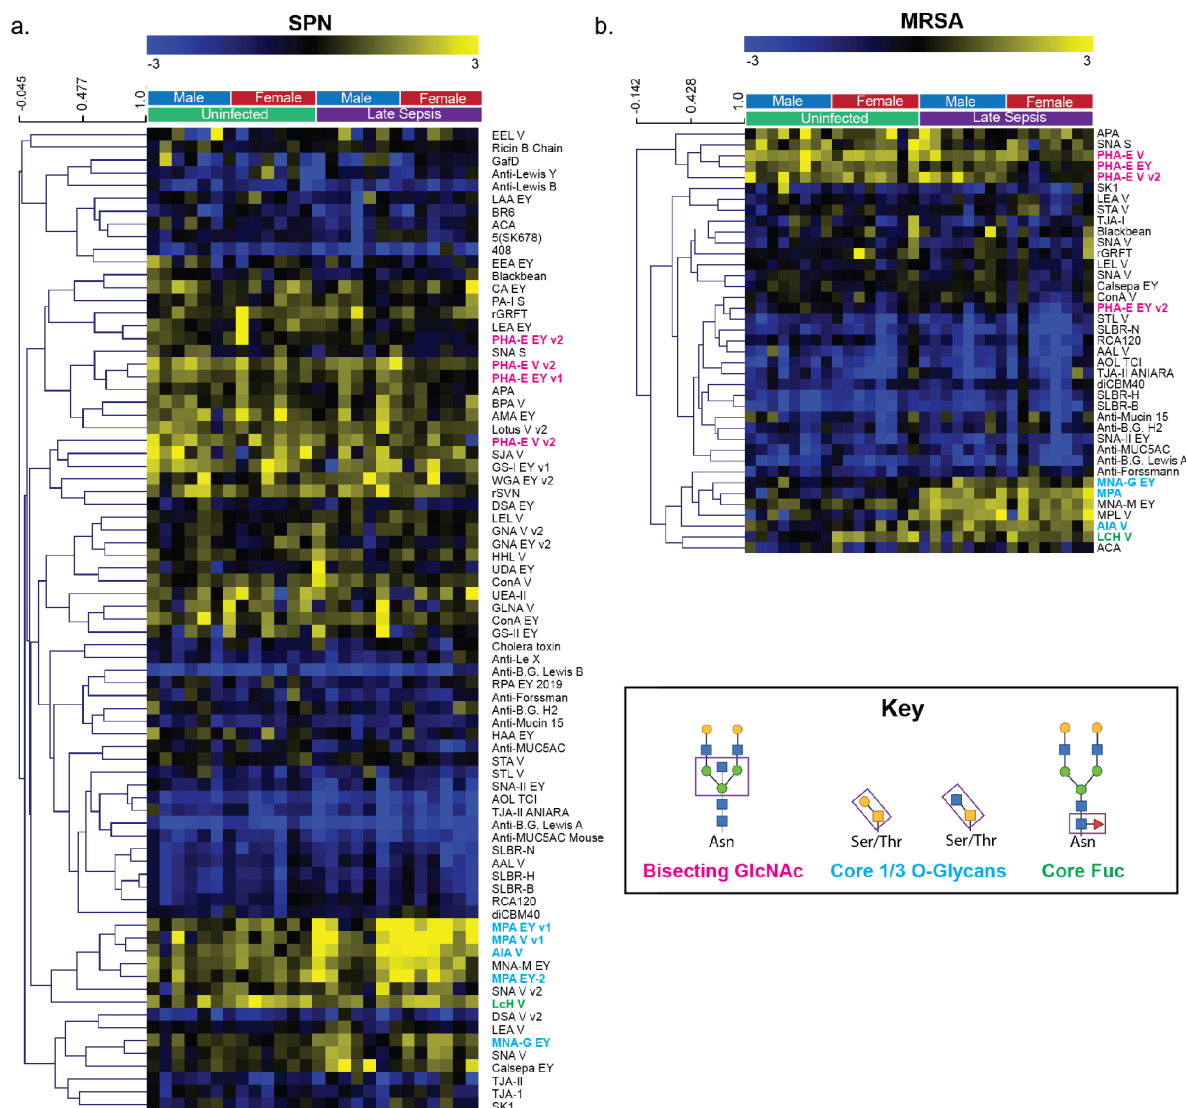 a.
SPN
-3
3
-0.045
0.477
1.0
Male
Female
Male
Female
Uninfected
Late Sepsis
EEL V
Ricin B Chain
GafD
Anti-Lewis Y
Anti-Lewis B
LAA EY
BR6
ACA
5(SK678)
408
EEA EY
Blackbean
CA EY
PA-I S
rGRFT
LEA EY
PHA-E EY v2
SNA S
PHA-E V v2
PHA-E EY v1
APA
BPA V
AMA EY
Lotus V v2
PHA-E V v2
SJA V
GS-I EY v1
WGA EY v2
rSVN
DSA EY
LEL V
GNA V v2
GNA EY v2
HHL V
UDA EY
ConA V
UEA-II
GLNA V
ConA EY
GS-II EY
Cholera toxin
Anti-Le X
Anti-B.G. Lewis B
RPA EY 2019
Anti-Forssman
Anti-B.G. H2
Anti-Mucin 15
HAA EY
Anti-MUC5AC
STA V
STL V
SNA-II EY
AOL TCI
TJA-II ANIARA
Anti-B.G. Lewis A
Anti-MUC5AC Mouse
SLBR-N
AAL V
SLBR-H
SLBR-B
RCA120
diCBM40
MPA EY v1
MPA V v1
AIA V
MNA-M EY
MPA EY-2
SNA V v2
LcH V
DSA V v2
LEA V
MNA-G EY
SNA V
Calsepa EY
TJA-II
TJA-1
SK1
b.
MRSA
-3
3
-0.142
0.428
1.0
Male
Female
Male
Female
Uninfected
Late Sepsis
APA
SNA S
PHA-E V
PHA-E EY
PHA-E V v2
SK1
LEA V
STA V
TJA-I
Blackbean
SNA V
rGRFT
LEL V
SNA V
Calsepa EY
ConA V
PHA-E EY v2
STL V
SLBR-N
RCA120
AAL V
AOL TCI
TJA-II ANIARA
diCBM40
SLBR-H
SLBR-B
Anti-Mucin 15
Anti-B.G. H2
SNA-II EY
Anti-MUC5AC
Anti-B.G. Lewis A
Anti-Forssmann
MNA-G EY
MPA
MNA-M EY
MPL V
AIA V
LCH V
ACA
Key
Asn
Ser/Thr
Ser/Thr
Asn
Bisecting GlcNAc
Core 1/3 O-Glycans
Core Fuc